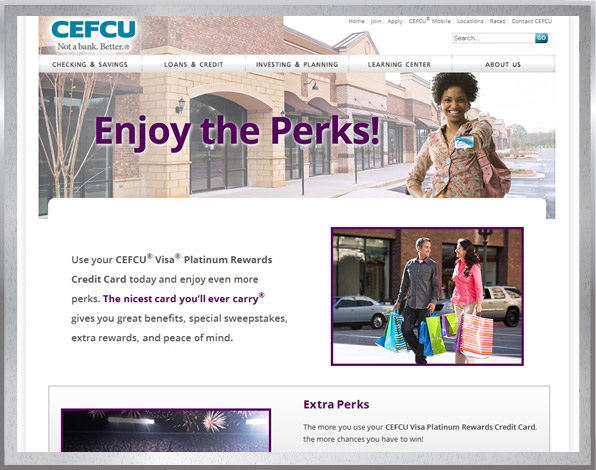 CEFCU
Not a bank. Better.®
Home | Join | Apply | CEFCU® Mobile | Locations | Rates | Contact CEFCU
Search... GO
CHECKING & SAVINGS LOANS & CREDIT INVESTING & PLANNING LEARNING CENTER ABOUT US
Enjoy the Perks!
Use your CEFCU® Visa® Platinum Rewards
Credit Card today and enjoy even more
perks. The nicest card you'll ever carry®
gives you great benefits, special sweepstakes,
extra rewards, and peace of mind.
Extra Perks
The more you use your CEFCU Visa Platinum Rewards Credit Card,
the more chances you have to win!